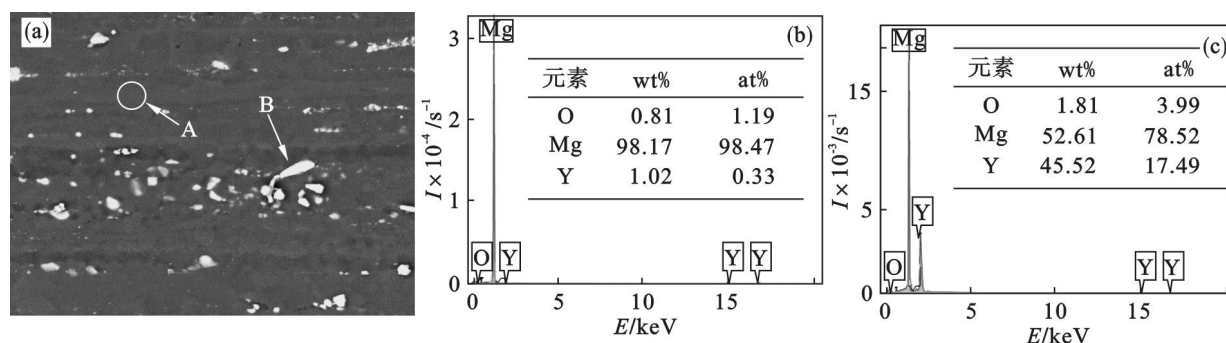 (a)
A
B
(b)
Mg
I×10⁻⁴/s⁻¹
3
2
1
0
元素 wt% at%
O 0.81 1.19
Mg 98.17 98.47
Y 1.02 0.33
O Y Y Y
0 5 10 15
E/keV
(c)
Mg
I×10⁻³/s⁻¹
15
5
0
元素 wt% at%
O 1.81 3.99
Mg 52.61 78.52
Y 45.52 17.49
Y
O Y Y
0 5 10 15
E/keV